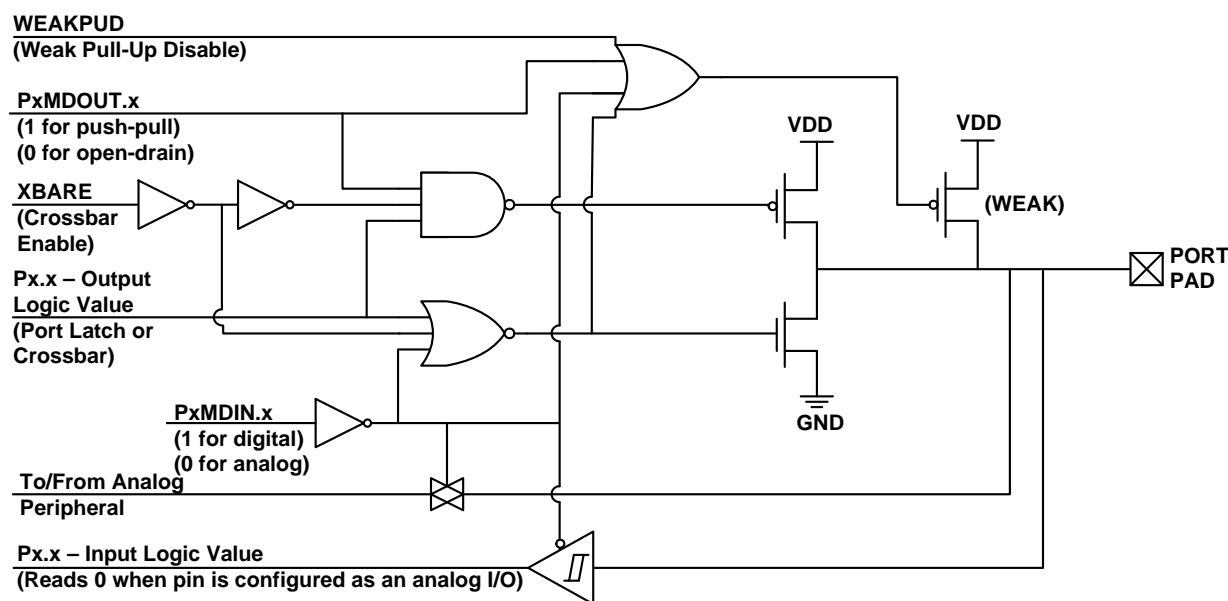 WEAKPUD
(Weak Pull-Up Disable)
PxMDOUT.x
(1 for push-pull)
(0 for open-drain)
XBARE
(Crossbar
Enable)
Px.x – Output
Logic Value
(Port Latch or
Crossbar)
PxMDIN.x
(1 for digital)
(0 for analog)
To/From Analog
Peripheral
Px.x – Input Logic Value
(Reads 0 when pin is configured as an analog I/O)
VDD
VDD
(WEAK)
PORT
PAD
GND